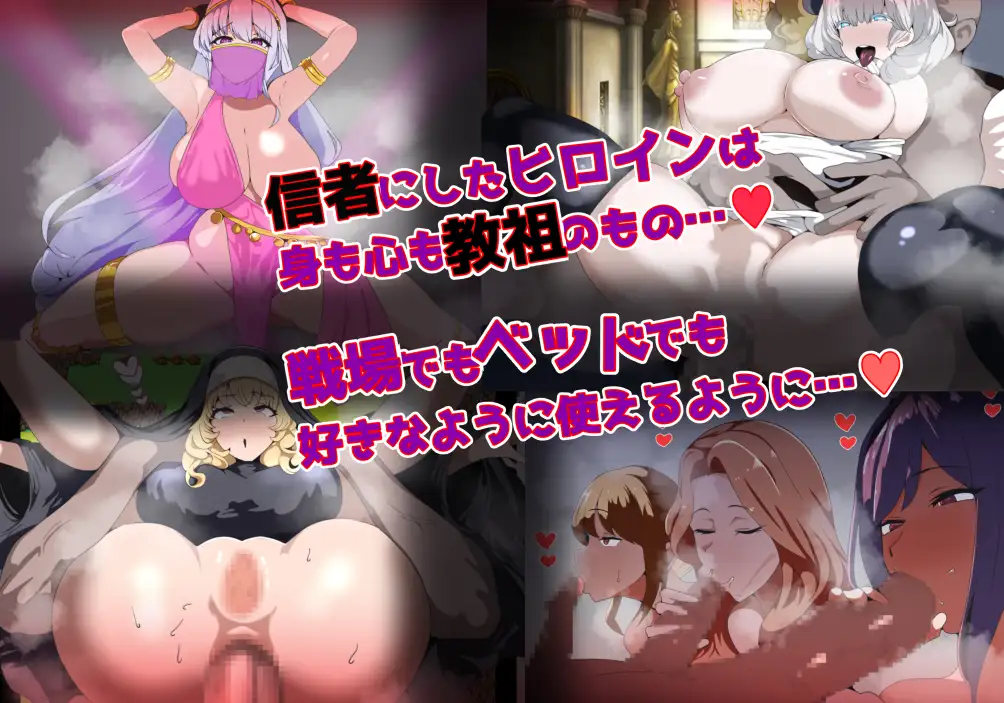 信者にしたヒロインは
身も心も教祖のもの…♥
戦場でもベッドでも
好きなように使えるように…♥